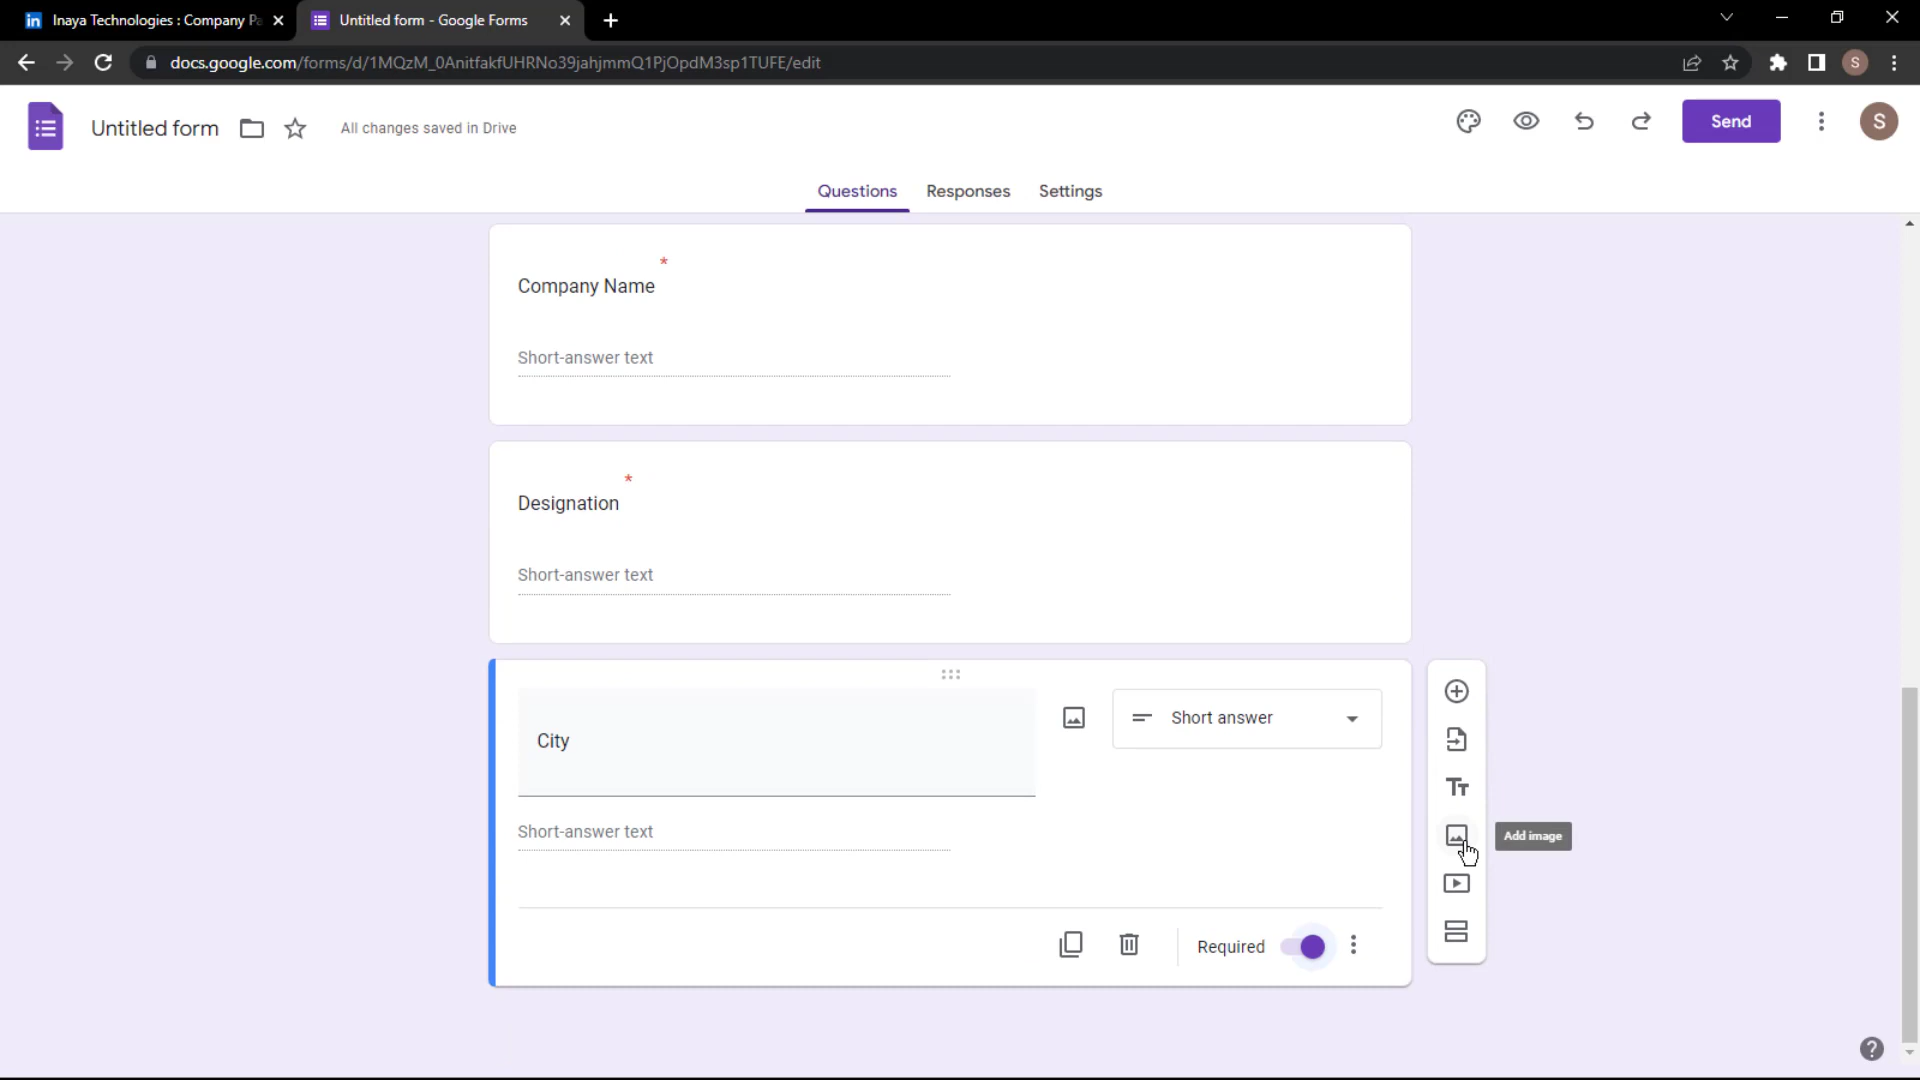 Inaya Technologies : Company Pa
Untitled form - Google Forms
docs.google.com/forms/d/1MQzM_0AnitfakfUHRNo39jahjmmQ1PjOpdM3sp1TUFE/edit
S
Untitled form
All changes saved in Drive
Send
S
Questions
Responses
Settings
Company Name *
Short-answer text
Designation *
Short-answer text
City
Short answer
Short-answer text
Add image
Required